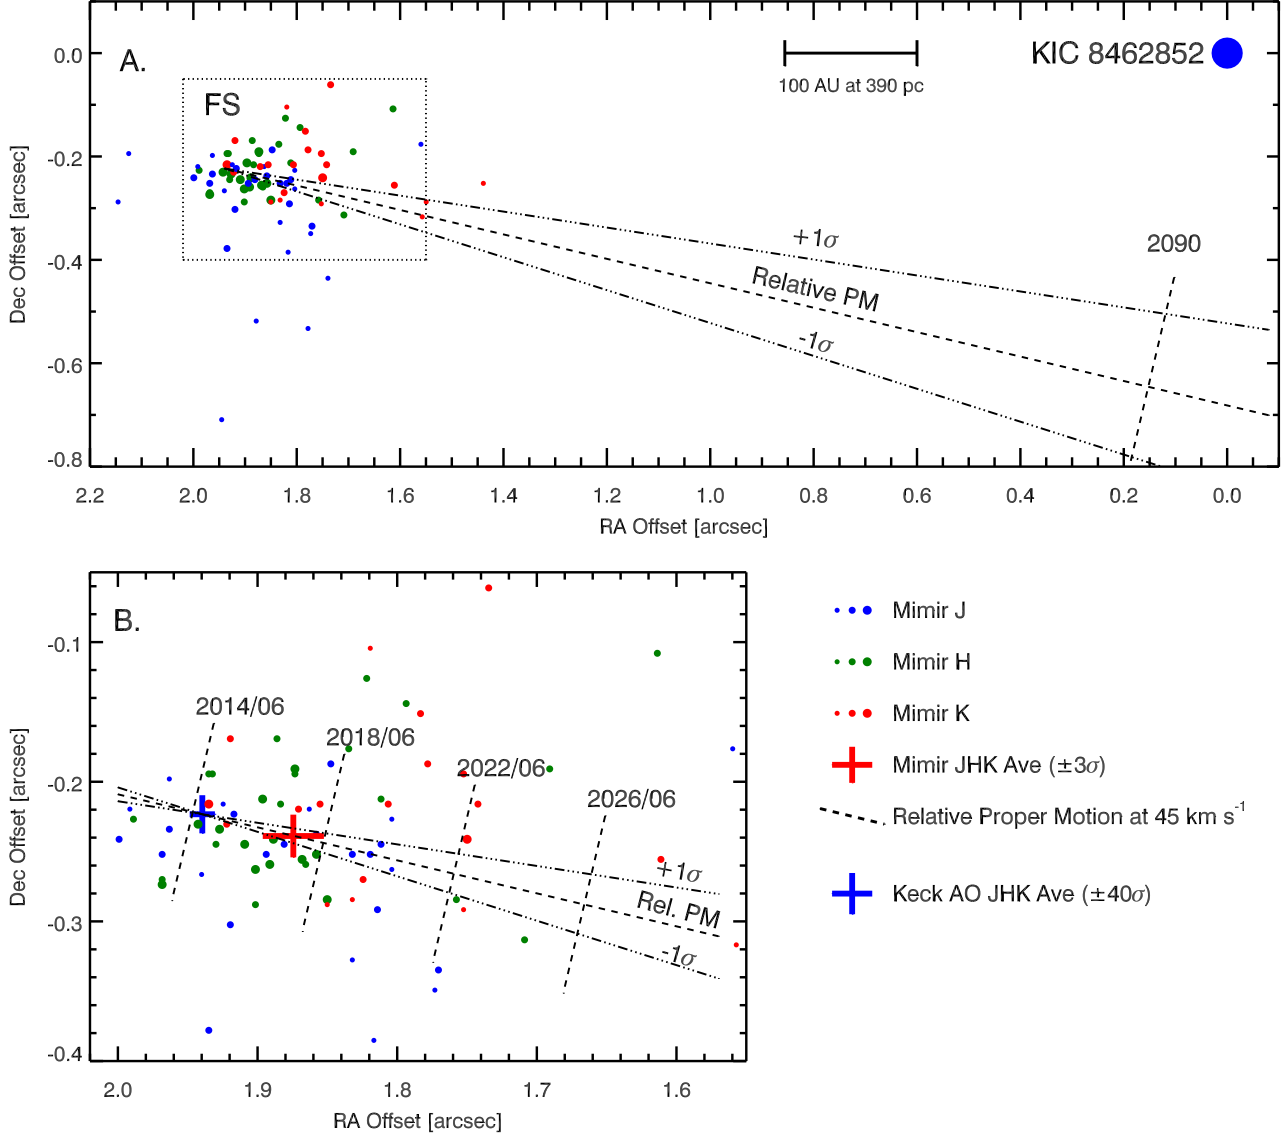 A.
KIC 8462852
100 AU at 390 pc
FS
+1σ
Relative PM
-1σ
2090
0.0
-0.2
-0.4
-0.6
-0.8
Dec Offset [arcsec]
2.2 2.0 1.8 1.6 1.4 1.2 1.0 0.8 0.6 0.4 0.2 0.0
RA Offset [arcsec]
B.
2014/06
2018/06
2022/06
2026/06
+1σ
Rel. PM
-1σ
-0.1
-0.2
-0.3
-0.4
Dec Offset [arcsec]
2.0 1.9 1.8 1.7 1.6
RA Offset [arcsec]
Mimir J
Mimir H
Mimir K
Mimir JHK Ave (±3σ)
Relative Proper Motion at 45 km s⁻¹
Keck AO JHK Ave (±40σ)